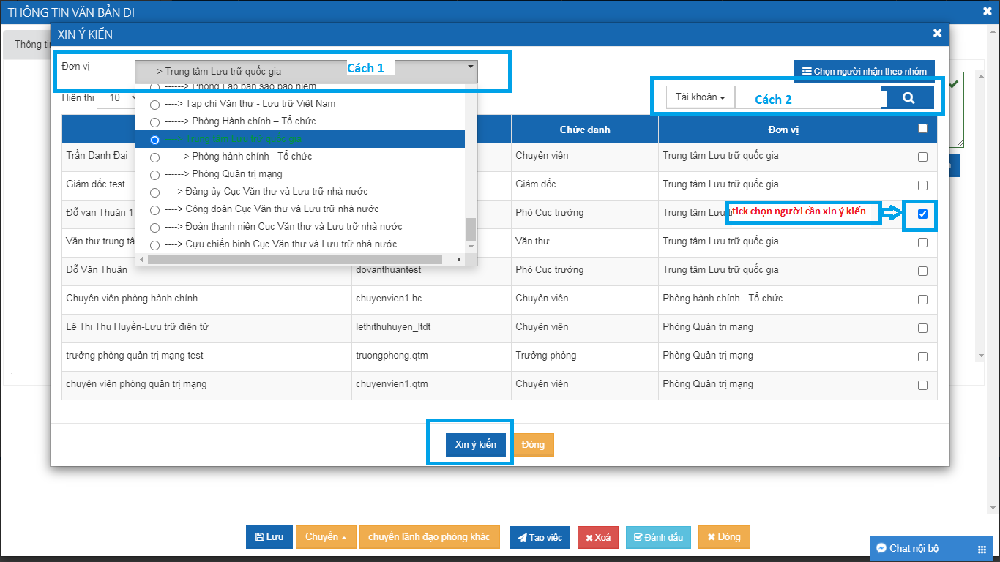 THÔNG TIN VĂN BẢN ĐI
XIN Ý KIẾN
Thông ti
Đơn vị
----> Trung tâm Lưu trữ quốc gia
Cách 1
Chọn người nhận theo nhóm
Hiển thị 10
Tài khoản
Cách 2
------> Phòng Lập bản sao bảo hiểm
----> Tạp chí Văn thư - Lưu trữ Việt Nam
------> Phòng Hành chính – Tổ chức
----> Trung tâm Lưu trữ quốc gia
------> Phòng hành chính - Tổ chức
------> Phòng Quản trị mạng
----> Đảng ủy Cục Văn thư và Lưu trữ nhà nước
----> Công đoàn Cục Văn thư và Lưu trữ nhà nước
----> Đoàn thanh niên Cục Văn thư và Lưu trữ nhà nước
----> Cựu chiến binh Cục Văn thư và Lưu trữ nhà nước
Chức danh Đơn vị
Trần Danh Đại Chuyên viên Trung tâm Lưu trữ quốc gia
Giám đốc test Giám đốc Trung tâm Lưu trữ quốc gia
Đỗ van Thuận 1 Phó Cục trưởng Trung tâm Lưu t
tick chọn người cần xin ý kiến
Văn thư trung tâ Văn thư Trung tâm Lưu trữ quốc gia
Đỗ Văn Thuận dovanthuantest Phó Cục trưởng Trung tâm Lưu trữ quốc gia
Chuyên viên phòng hành chính chuyenvien1.hc Chuyên viên Phòng hành chính - Tổ chức
Lê Thị Thu Huyền-Lưu trữ điện tử lethithuhuyen_ltdt Chuyên viên Phòng Quản trị mạng
trưởng phòng quản trị mạng test truongphong.qtm Trưởng phòng Phòng Quản trị mạng
chuyên viên phòng quản trị mạng chuyenvien1.qtm Chuyên viên Phòng Quản trị mạng
Xin ý kiến Đóng
Lưu Chuyển chuyển lãnh đạo phòng khác Tạo việc Xoá Đánh dấu Đóng
Chat nội bộ